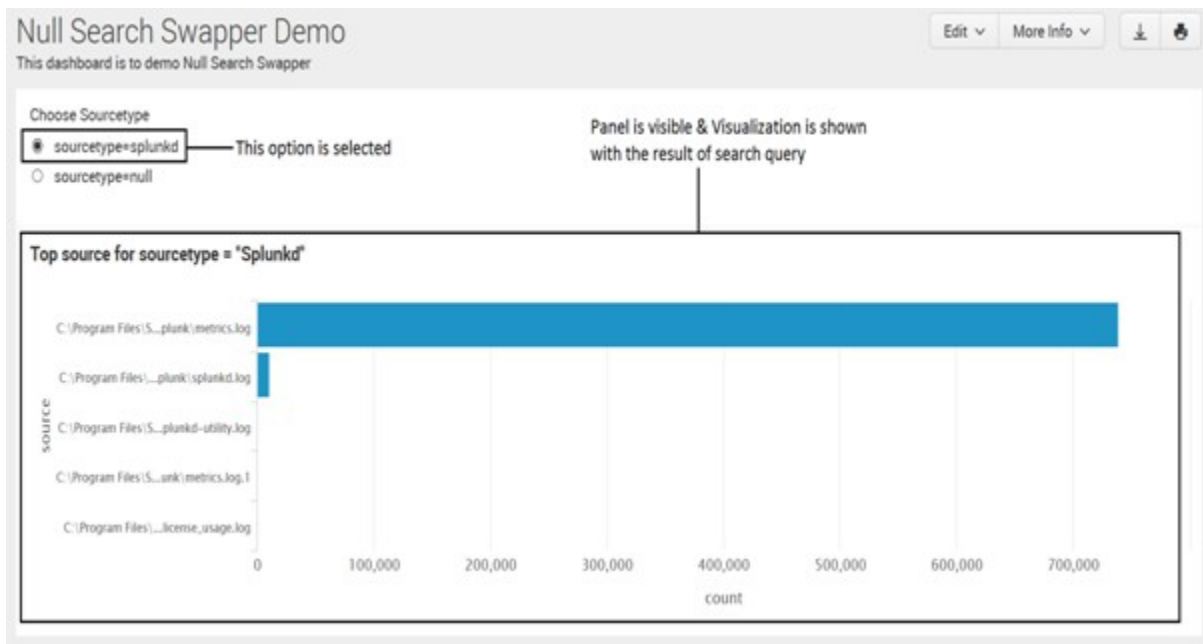 Null Search Swapper Demo
Edit
More Info
This dashboard is to demo Null Search Swapper
Choose Sourcetype
sourcetype=splunkd
This option is selected
sourcetype=null
Panel is visible & Visualization is shown
with the result of search query
Top source for sourcetype = "Splunkd"
source
C:\Program Files\S...plunk\metrics.log
C:\Program Files\...plunk\splunkd.log
C:\Program Files\S...plunkd-utility.log
C:\Program Files\S...unk\metrics.log.1
C:\Program Files\...license_usage.log
0 100,000 200,000 300,000 400,000 500,000 600,000 700,000
count